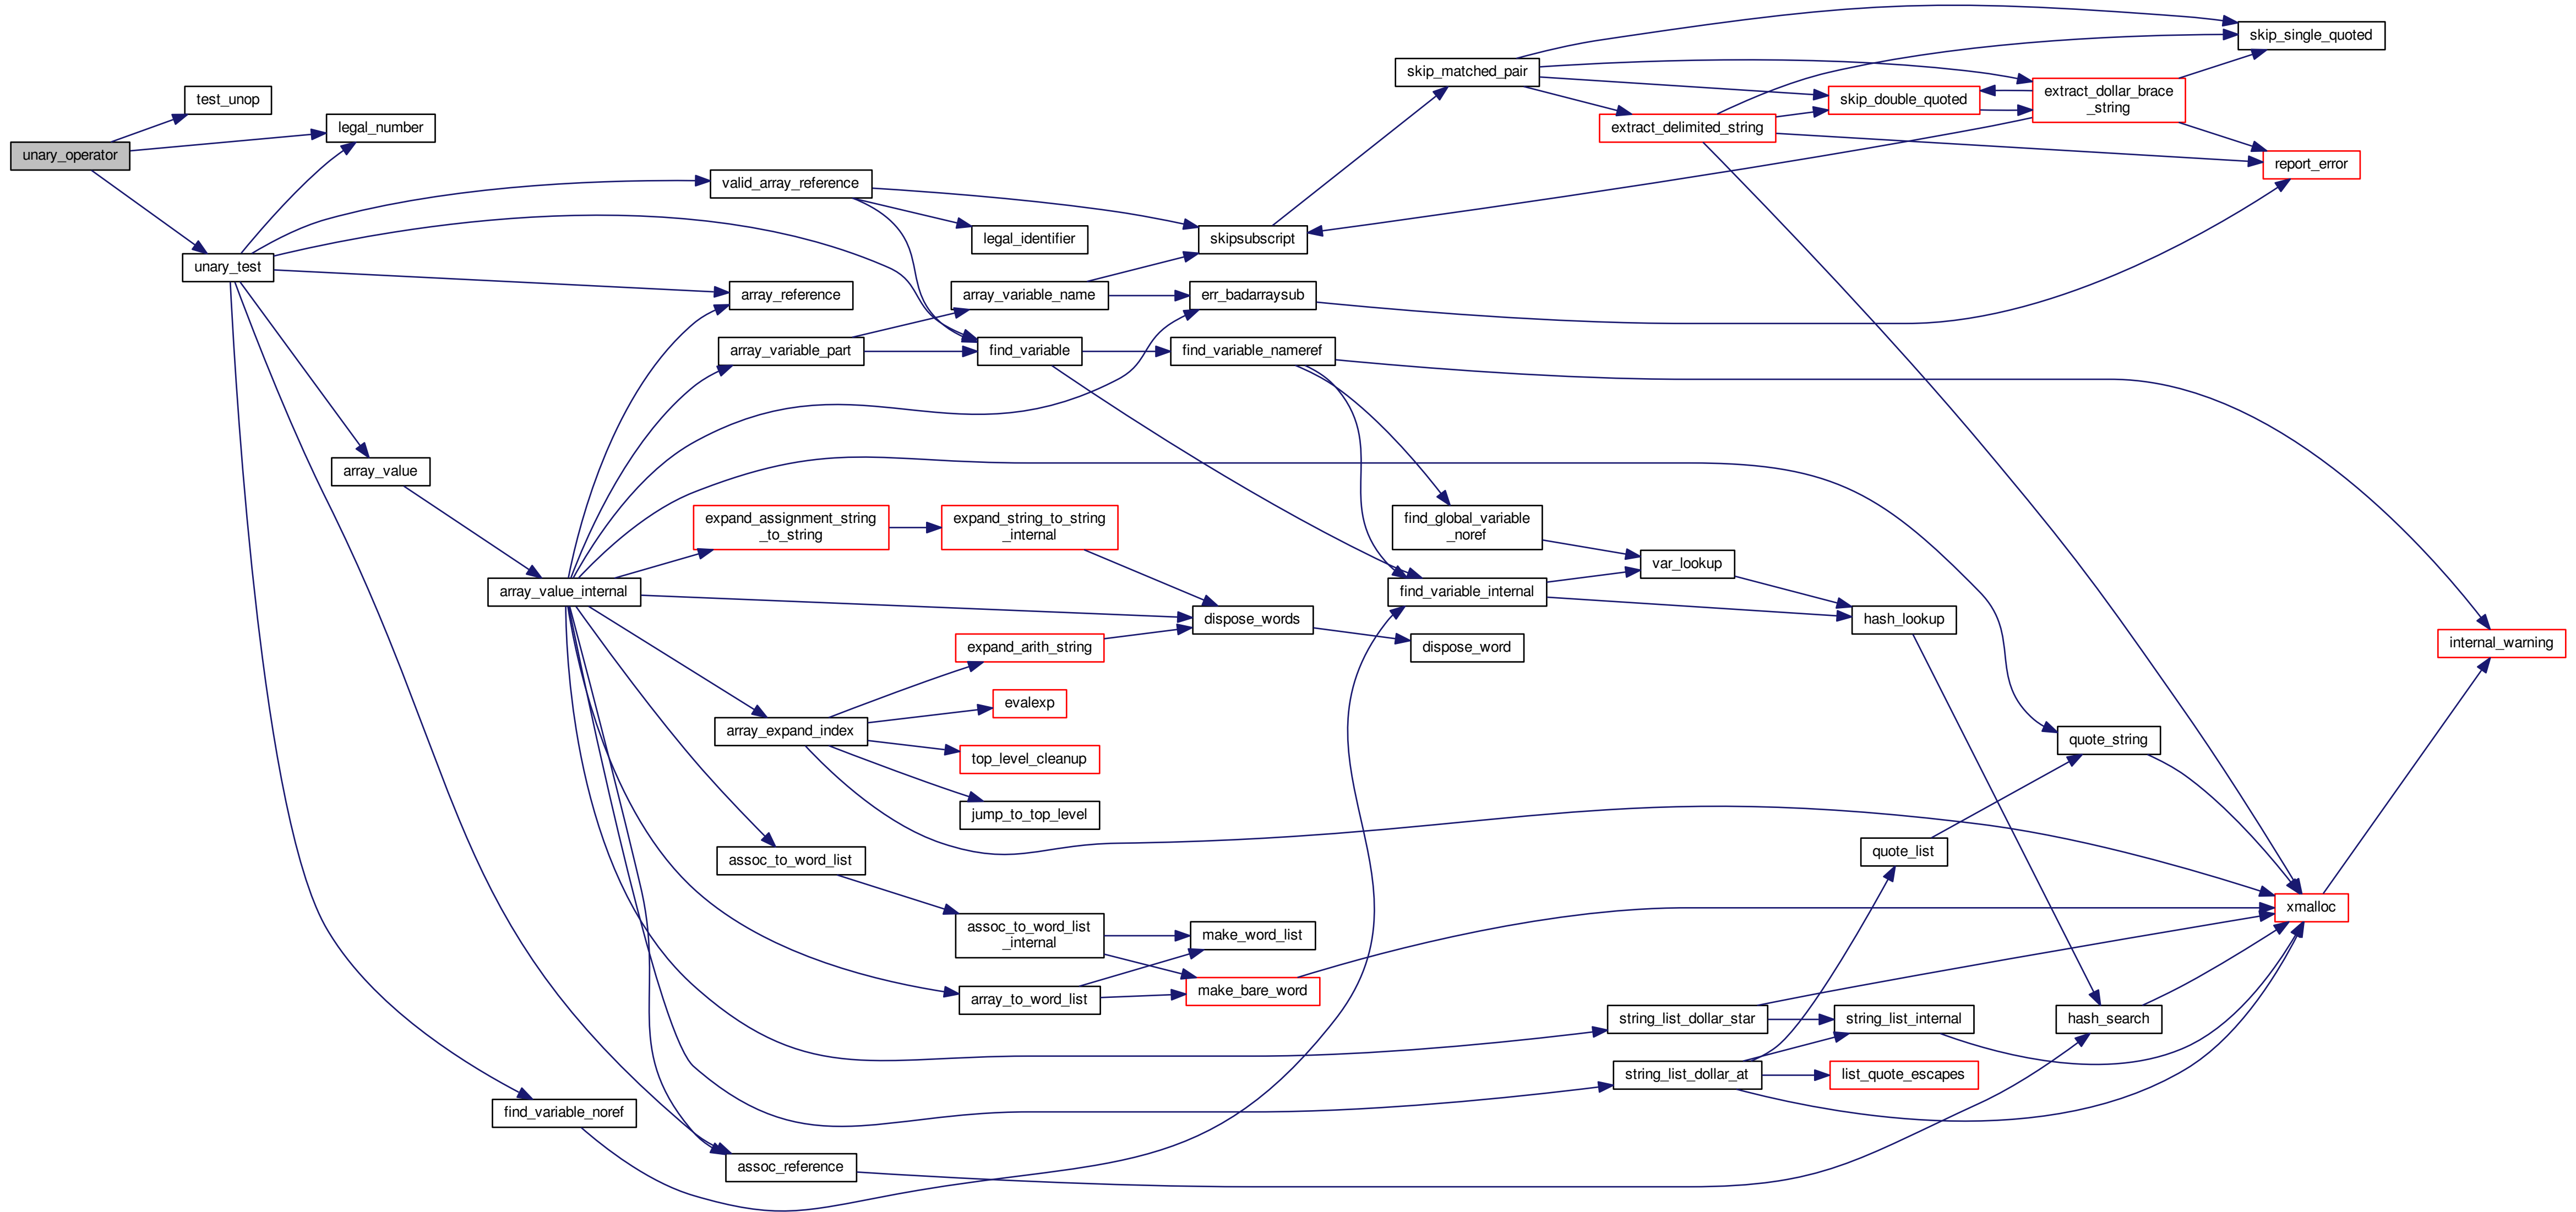 skip_single_quoted
skip_matched_pair
test_unop
skip_double_quoted
extract_dollar_brace
_string
legal_number
extract_delimited_string
unary_operator
report_error
valid_array_reference
legal_identifier
skipsubscript
unary_test
array_reference
array_variable_name
err_badarraysub
array_variable_part
find_variable
find_variable_nameref
array_value
expand_assignment_string
_to_string
expand_string_to_string
_internal
find_global_variable
_noref
var_lookup
array_value_internal
find_variable_internal
dispose_words
hash_lookup
expand_arith_string
dispose_word
internal_warning
evalexp
array_expand_index
quote_string
top_level_cleanup
jump_to_top_level
assoc_to_word_list
quote_list
xmalloc
assoc_to_word_list
_internal
make_word_list
array_to_word_list
make_bare_word
string_list_dollar_star
string_list_internal
hash_search
string_list_dollar_at
list_quote_escapes
find_variable_noref
assoc_reference